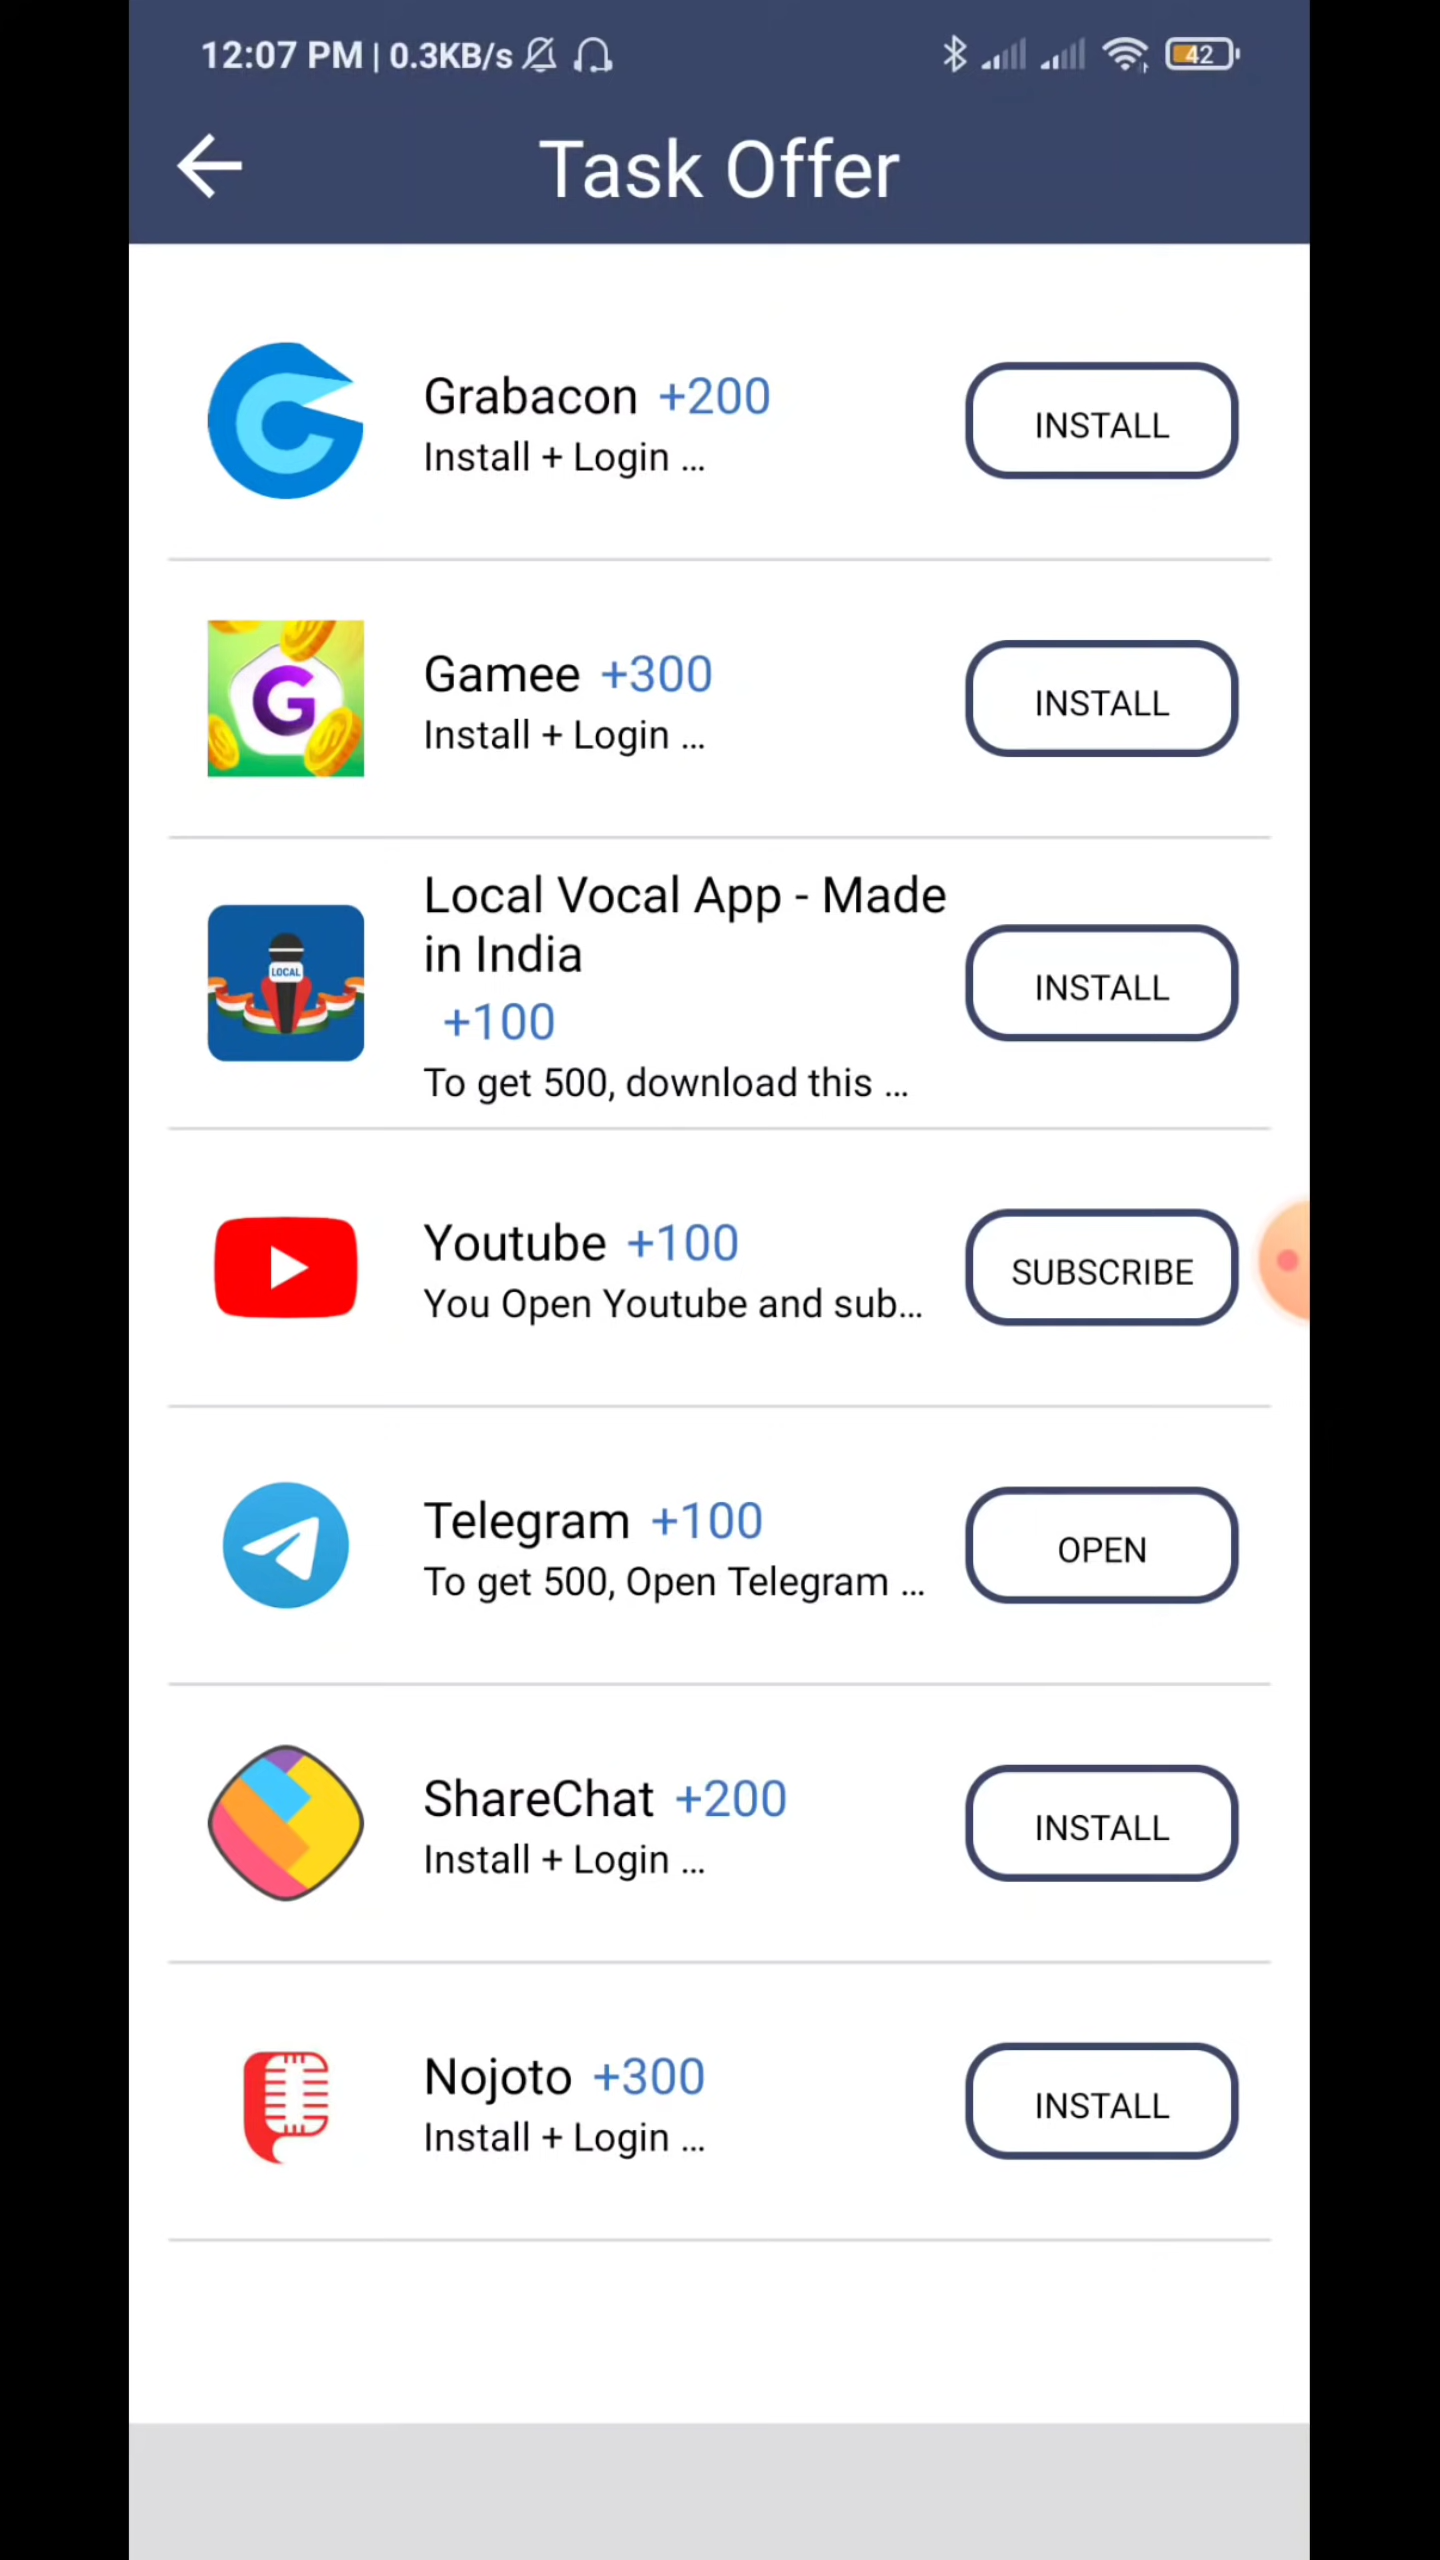 12:07 PM | 0.3KB/s 42
Task Offer
Grabacon +200
Install + Login ...
INSTALL
Gamee +300
Install + Login ...
INSTALL
LOCAL
Local Vocal App - Made
in India
+100
To get 500, download this ...
INSTALL
Youtube +100
You Open Youtube and sub...
SUBSCRIBE
Telegram +100
To get 500, Open Telegram ...
OPEN
ShareChat +200
Install + Login ...
INSTALL
Nojoto +300
Install + Login ...
INSTALL